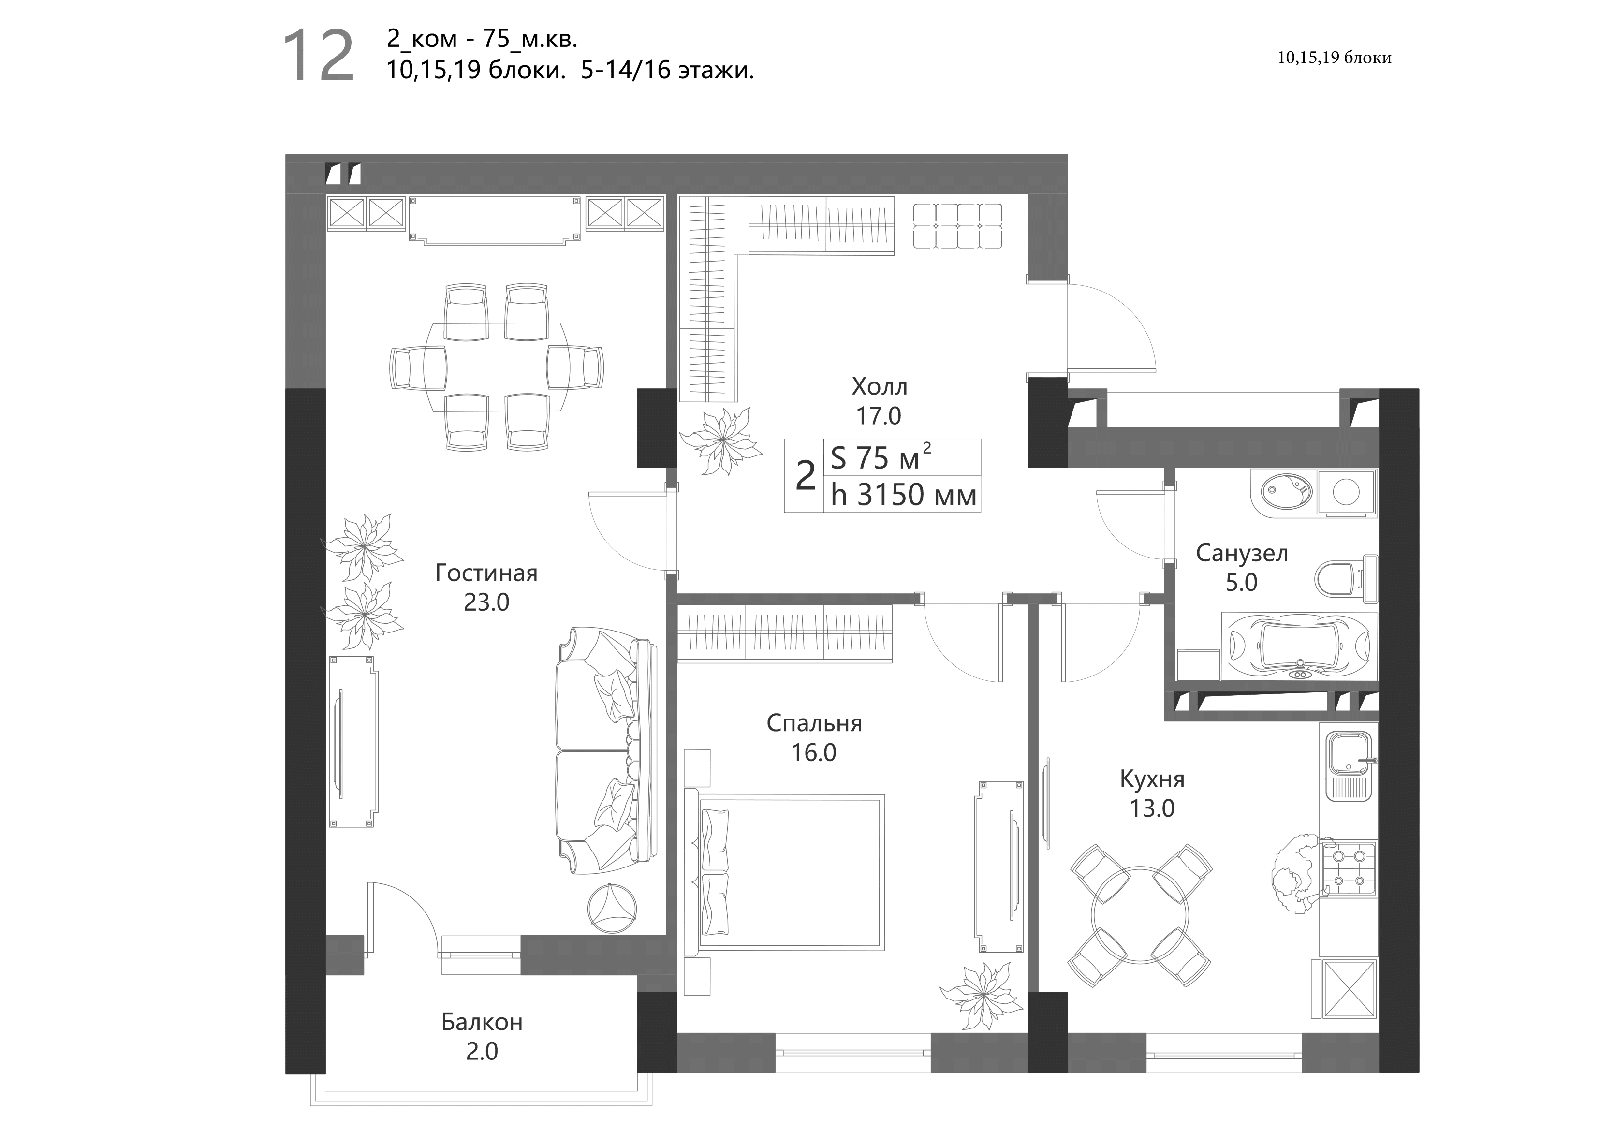 12
2_ком - 75_м.кв.
10,15,19 блоки. 5-14/16 этажи.
10,15,19 блоки
Холл
17.0
2
S 75 м²
h 3150 мм
Санузел
5.0
Гостиная
23.0
Спальня
16.0
Кухня
13.0
Балкон
2.0